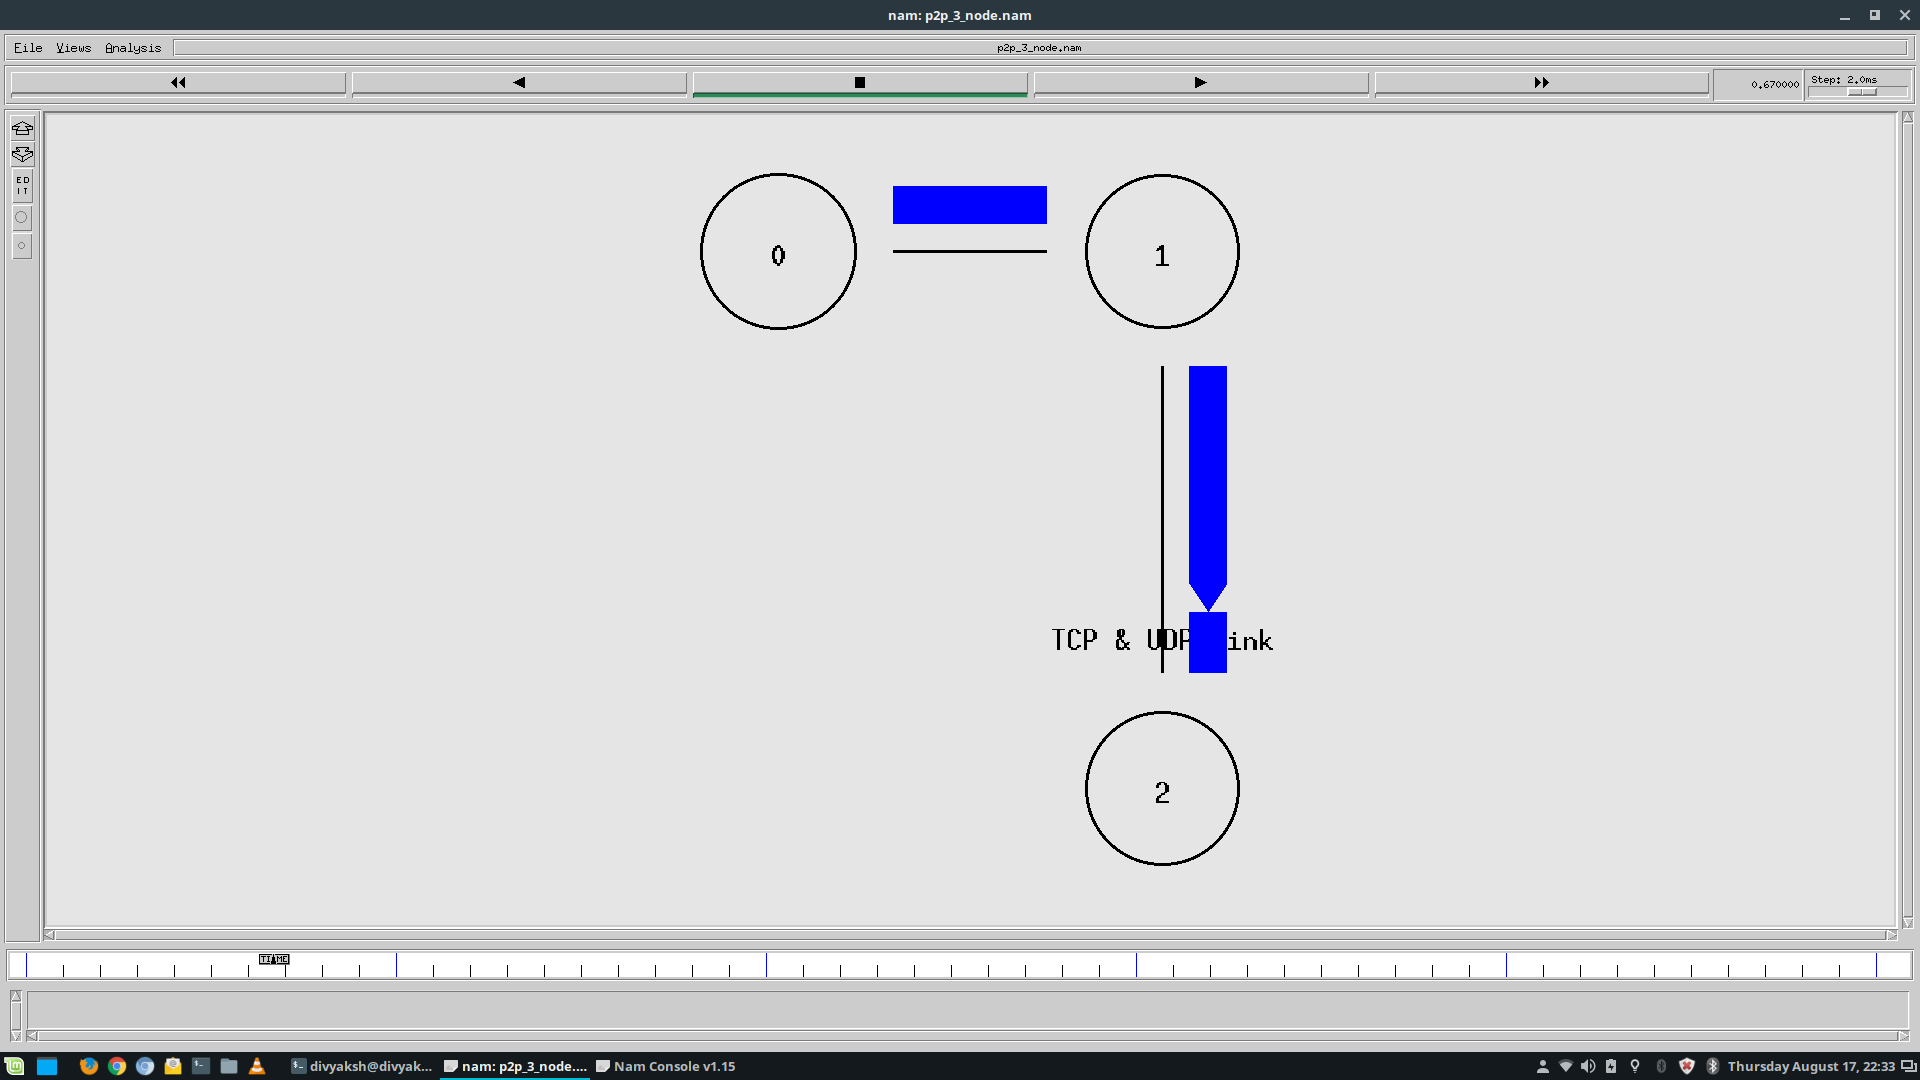 nam: p2p_3_node.nam
File Views Analysis p2p_3_node.nam
0.670000 Step: 2.0ms
ED
IT
0
1
TCP & UDP ink
2
TIME
divyaksh@divyak... nam: p2p_3_node.... Nam Console v1.15 Thursday August 17, 22:33